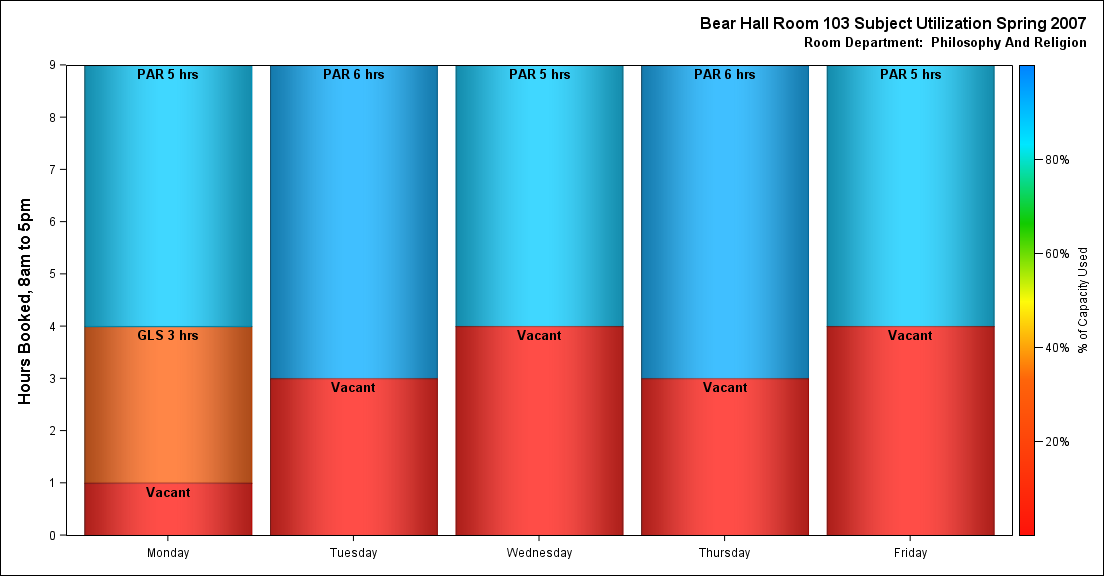 Bear Hall Room 103 Subject Utilization Spring 2007
Room Department:  Philosophy And Religion
Hours Booked, 8am to 5pm
9
8
7
6
5
4
3
2
1
0
PAR 5 hrs
GLS 3 hrs
Vacant
PAR 6 hrs
Vacant
PAR 5 hrs
Vacant
PAR 6 hrs
Vacant
PAR 5 hrs
Vacant
Monday
Tuesday
Wednesday
Thursday
Friday
80%
60%
40%
20%
% of Capacity Used